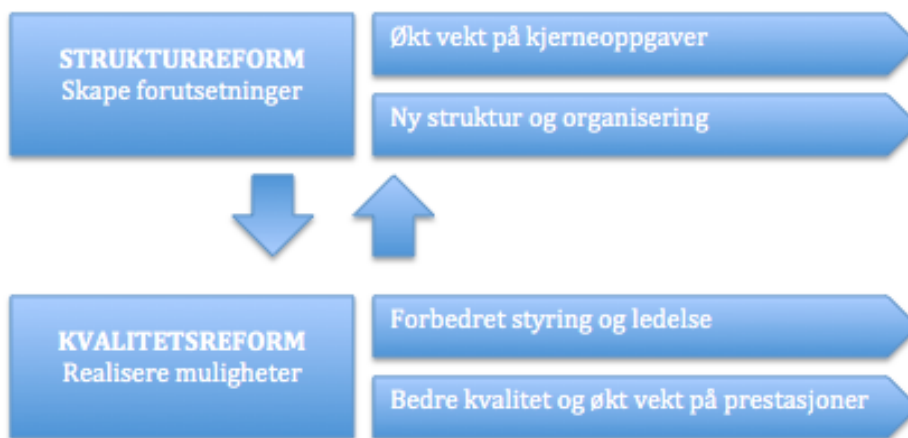 STRUKTURREFORM
Skape forutsetninger
Økt vekt på kjerneoppgaver
Ny struktur og organisering
KVALITETSREFORM
Realisere muligheter
Forbedret styring og ledelse
Bedre kvalitet og økt vekt på prestasjoner